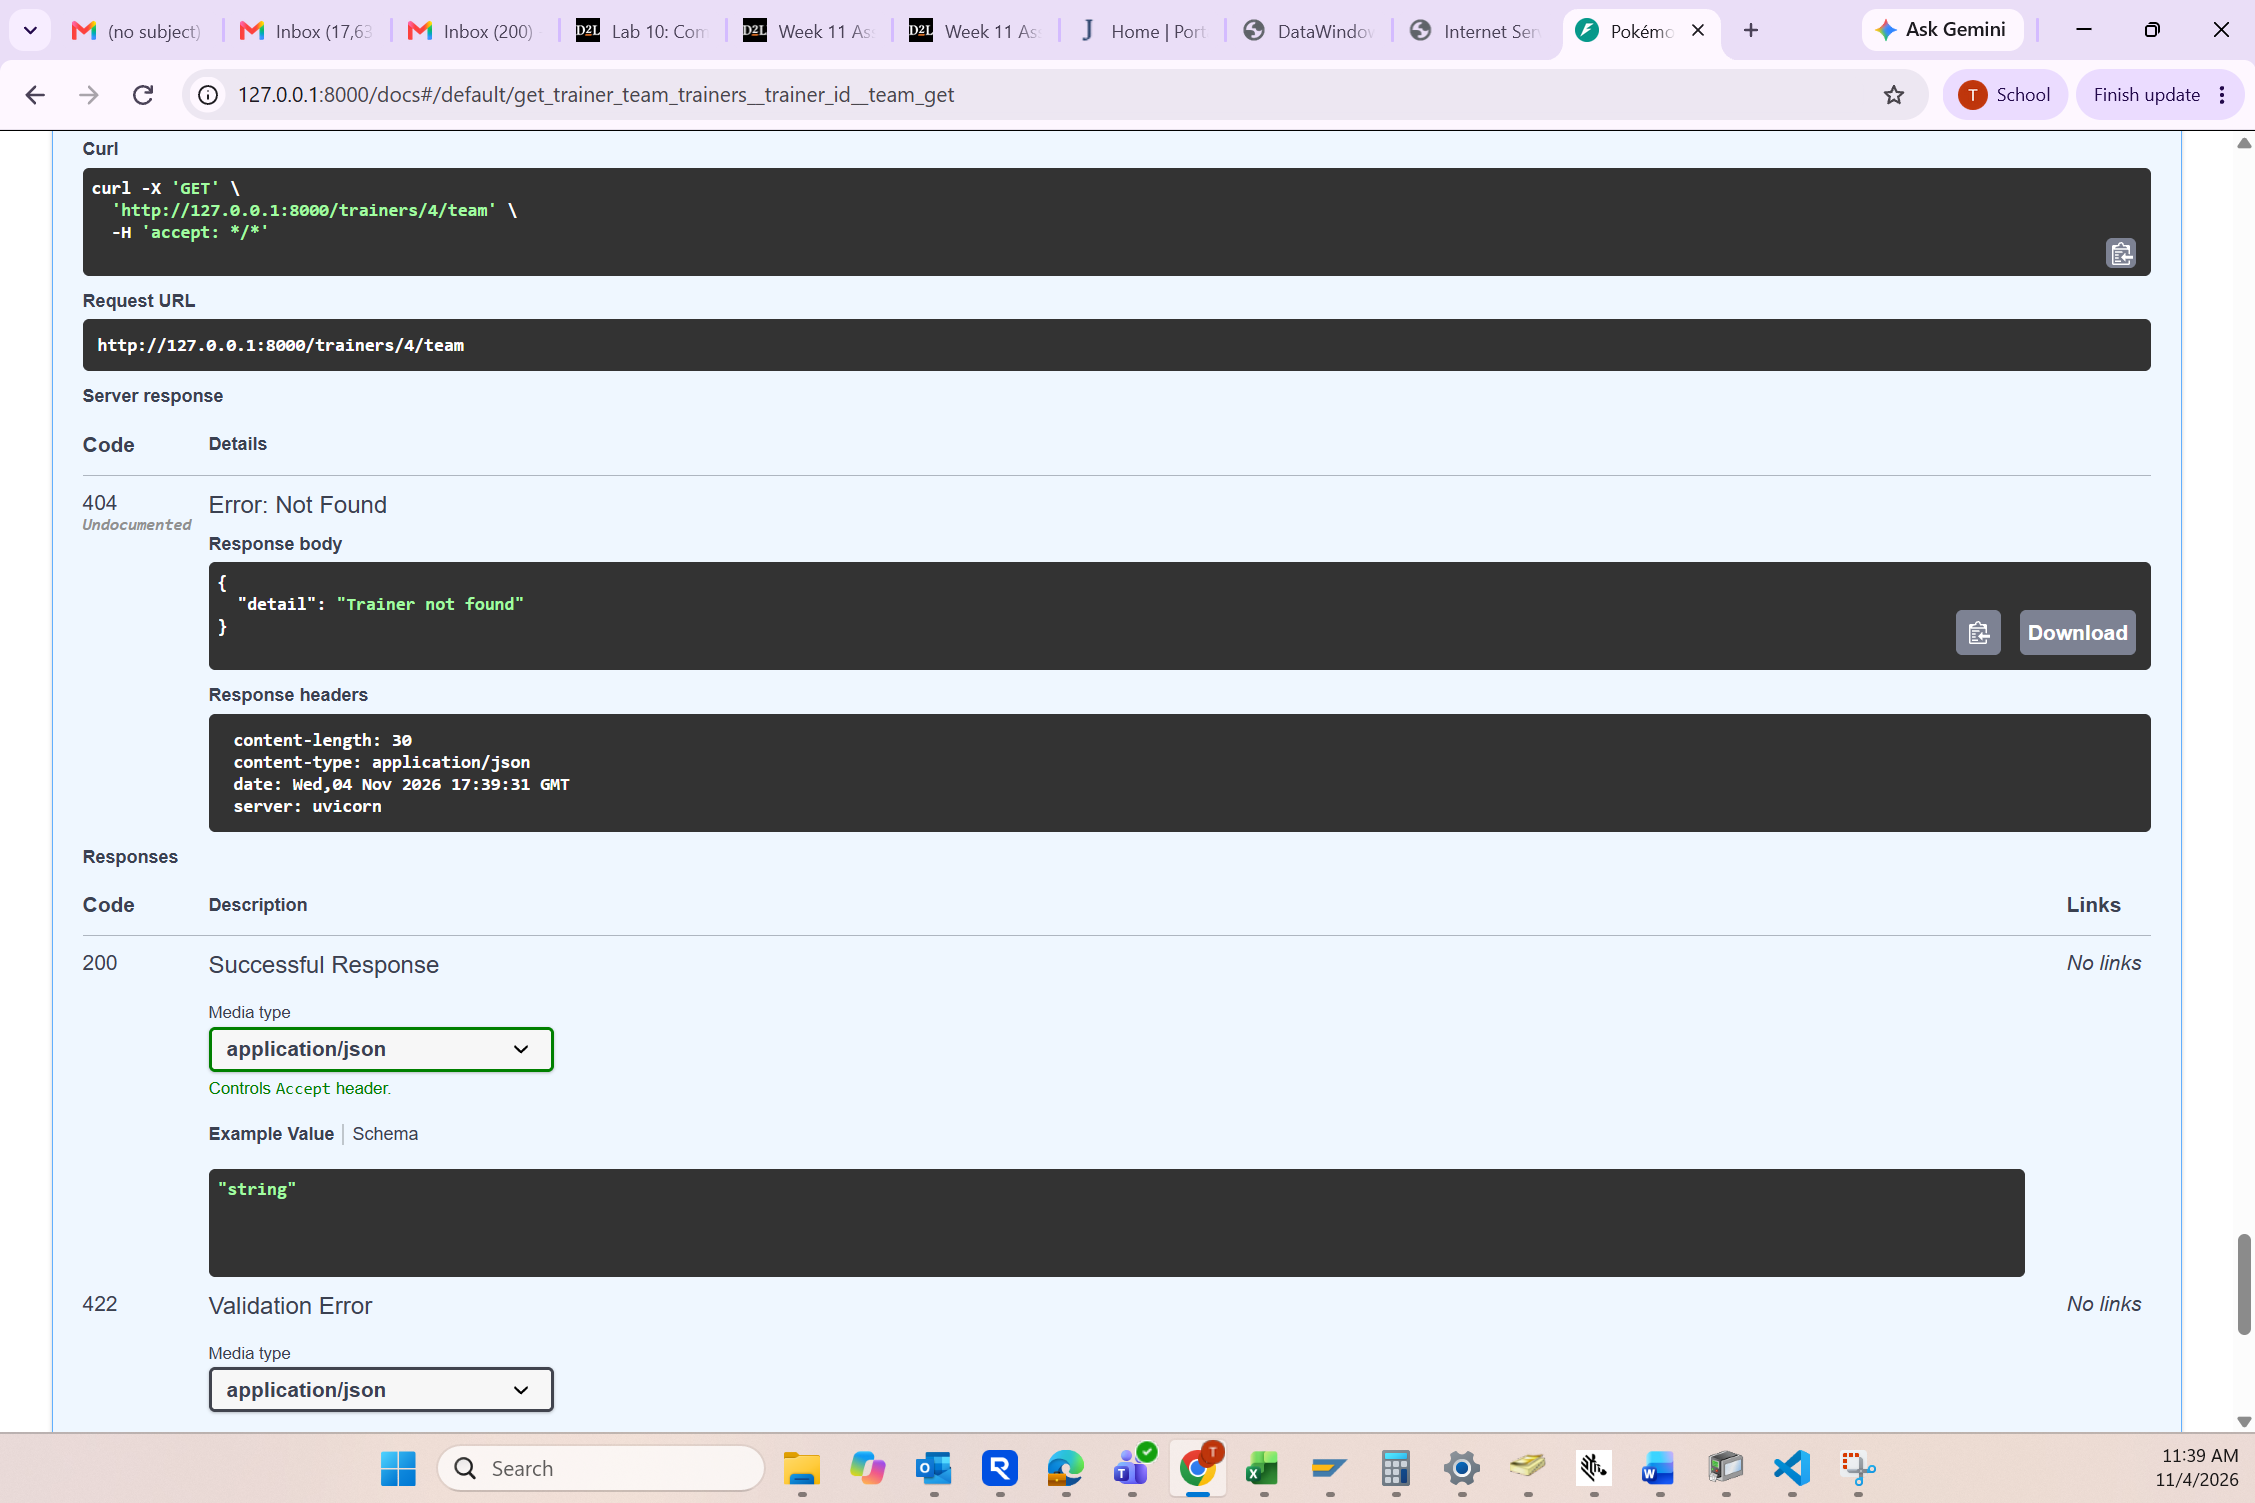 (no subject)
Inbox (17,63
Inbox (200)
D2L Lab 10: Com
D2L Week 11 As
D2L Week 11 As
Home | Port
DataWindow
Internet Ser
Pokémo
Ask Gemini
127.0.0.1:8000/docs#/default/get_trainer_team_trainers__trainer_id__team_get
T School
Finish update
Curl
curl -X 'GET' \
'http://127.0.0.1:8000/trainers/4/team' \
-H 'accept: */*'
Request URL
http://127.0.0.1:8000/trainers/4/team
Server response
Code Details
404 Error: Not Found
Undocumented
Response body
{
"detail": "Trainer not found"
}
Download
Response headers
content-length: 30
content-type: application/json
date: Wed,04 Nov 2026 17:39:31 GMT
server: uvicorn
Responses
Code Description Links
200 Successful Response No links
Media type
application/json
Controls Accept header.
Example Value | Schema
"string"
422 Validation Error No links
Media type
application/json
Search
11:39 AM
11/4/2026